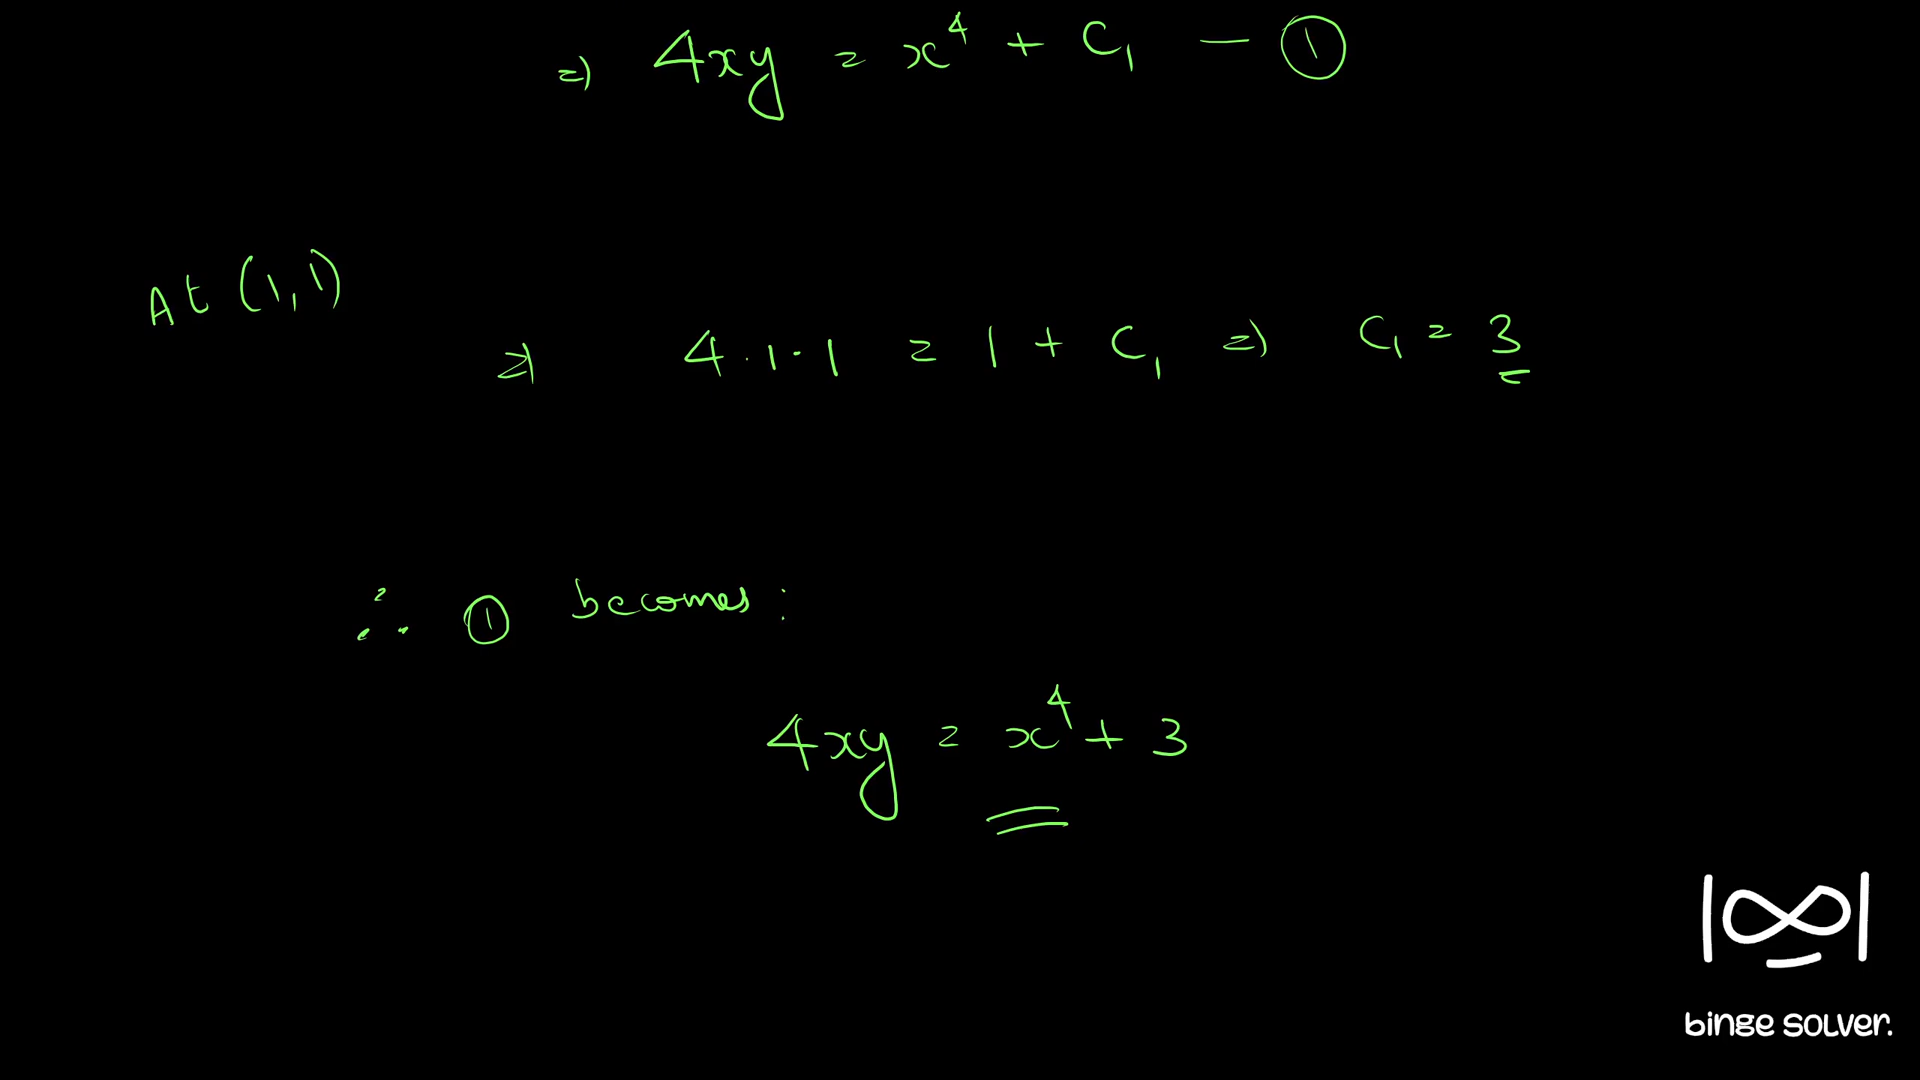 ⇒ 4xy = x⁴ + C₁ — ①
At (1,1)
⇒ 4·1·1 = 1 + C₁ ⇒ C₁ = 3
∴ ① becomes:
4xy = x⁴ + 3
binge solver.